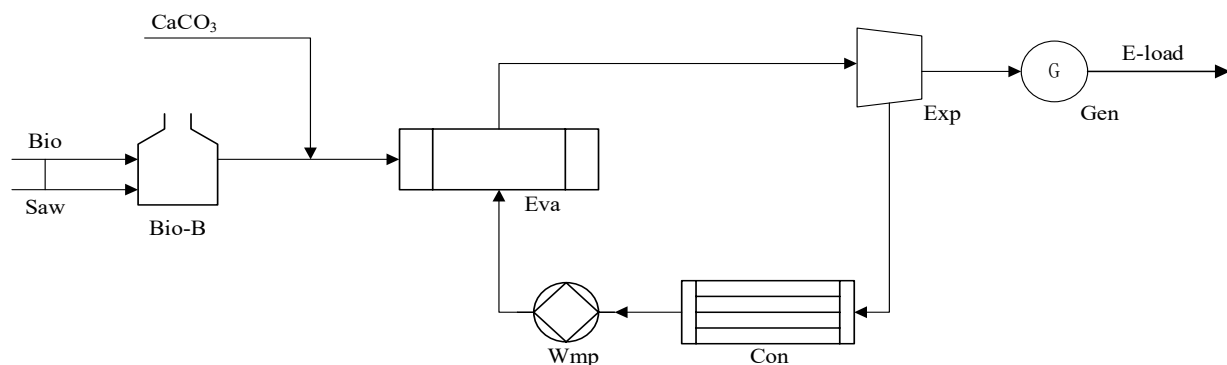 CaCO₃
E-load
G
Exp
Gen
Bio
Saw
Bio-B
Eva
Wmp
Con